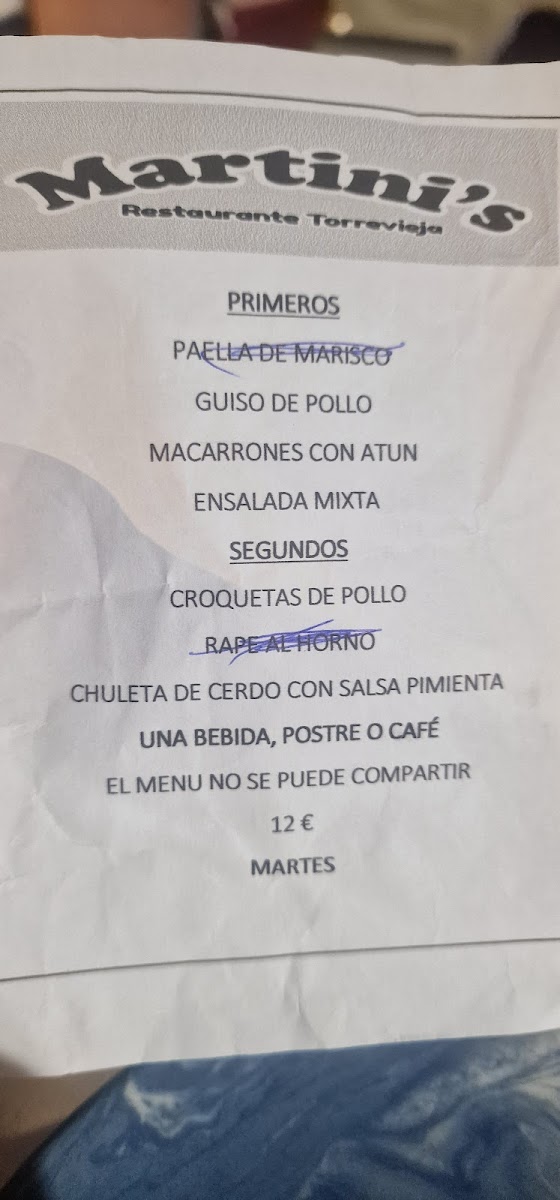 Martini's
Restaurante Torrevieja
PRIMEROS
PAELLA DE MARISCO
GUISO DE POLLO
MACARRONES CON ATUN
ENSALADA MIXTA
SEGUNDOS
CROQUETAS DE POLLO
RAPE AL HORNO
CHULETA DE CERDO CON SALSA PIMIENTA
UNA BEBIDA, POSTRE O CAFÉ
EL MENU NO SE PUEDE COMPARTIR
12 €
MARTES